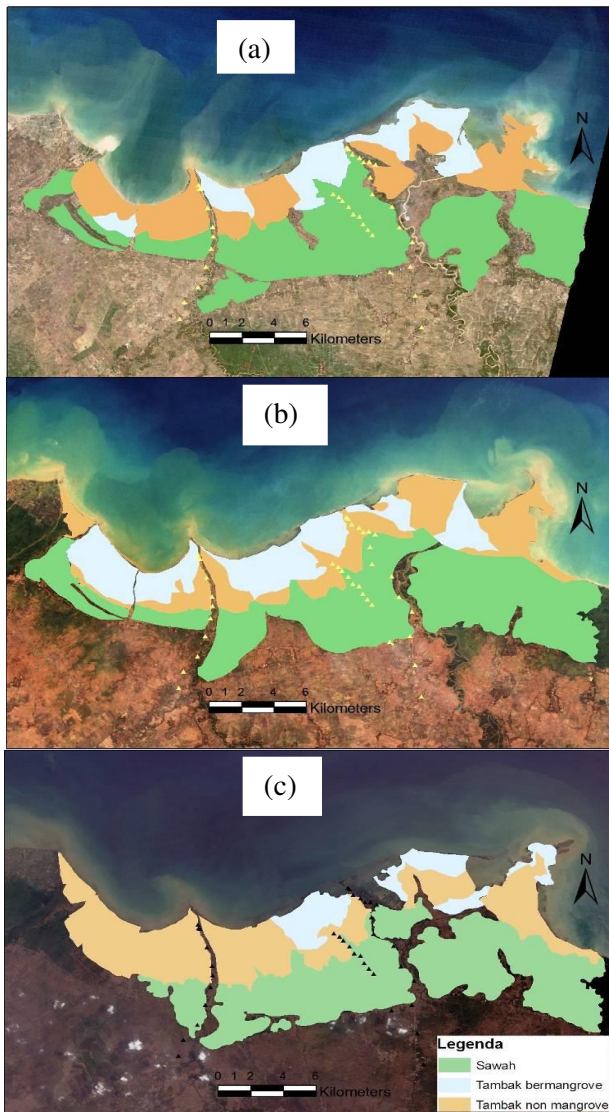 (a)
N
0 1 2 4 6
Kilometers
(b)
N
0 1 2 4 6
Kilometers
(c)
N
0 1 2 4 6
Kilometers
Legenda
Sawah
Tambak bermangrove
Tambak non mangrove